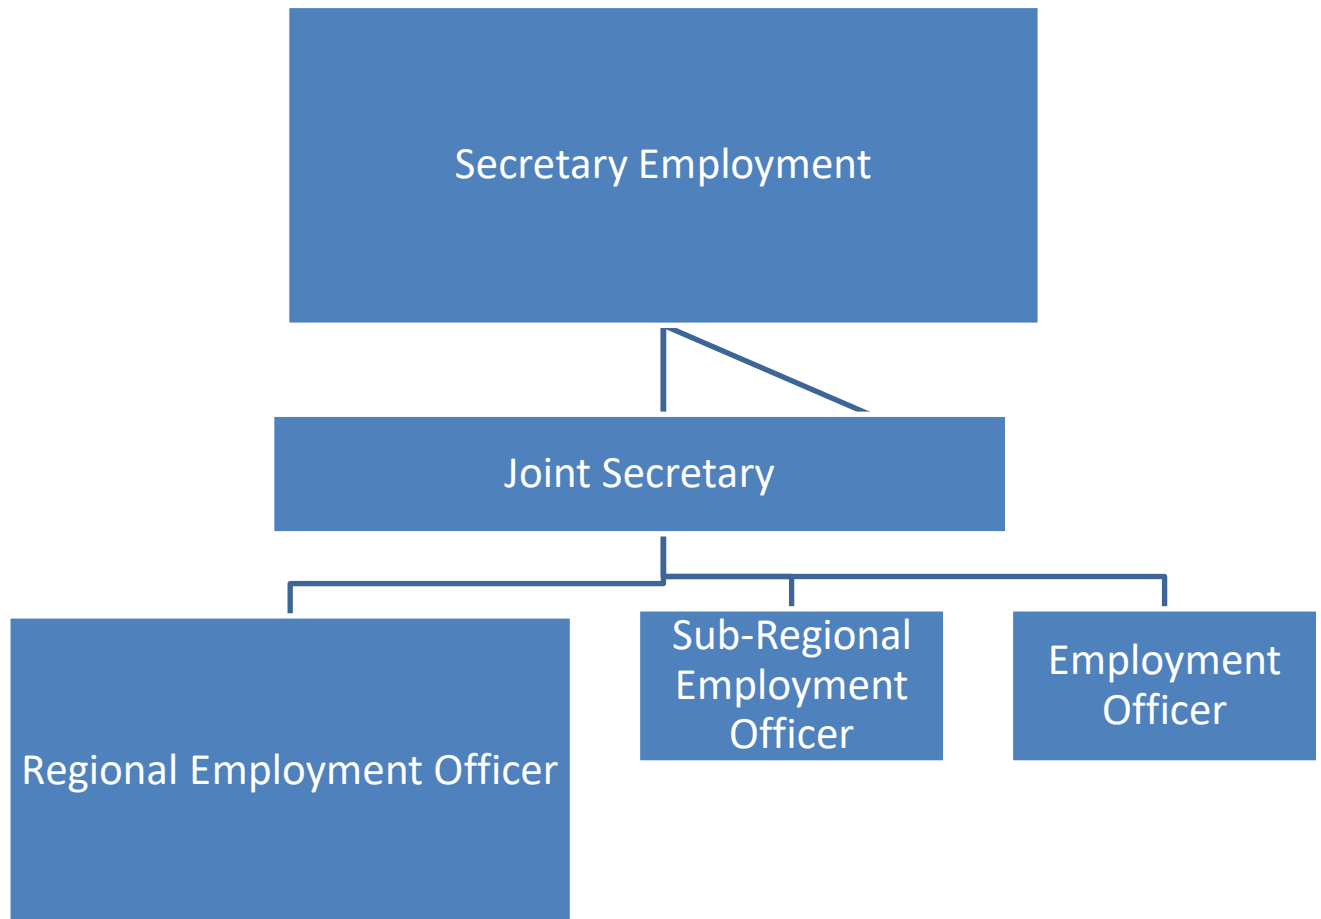 Secretary Employment
Joint Secretary
Regional Employment Officer
Sub-Regional
Employment
Officer
Employment
Officer